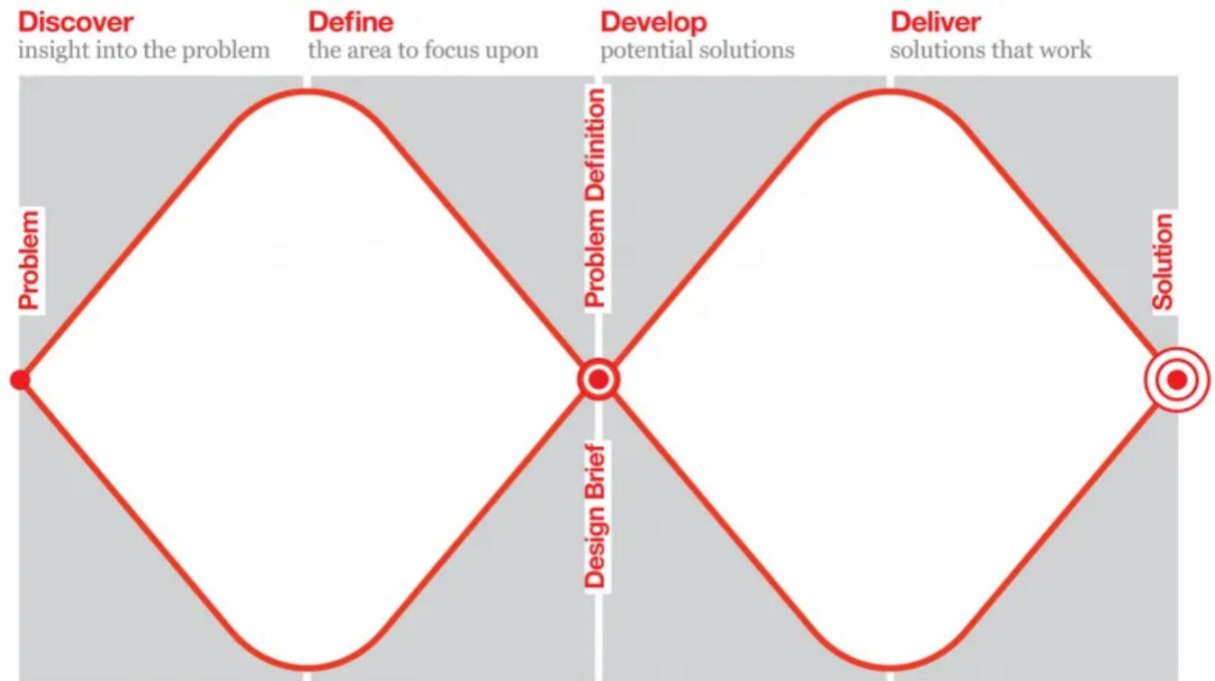 Discover
insight into the problem
Define
the area to focus upon
Develop
potential solutions
Deliver
solutions that work
Problem
Problem Definition
Design Brief
Solution